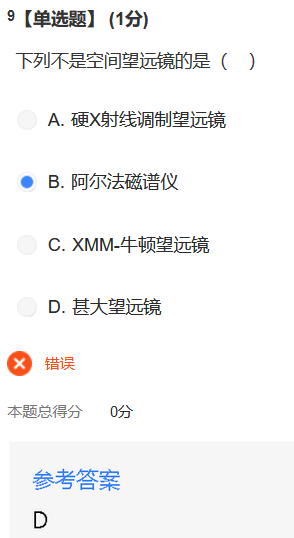 9【单选题】 (1分)
下列不是空间望远镜的是（ ）
A. 硬X射线调制望远镜
B. 阿尔法磁谱仪
C. XMM-牛顿望远镜
D. 甚大望远镜
错误
本题总得分 0分
参考答案
D